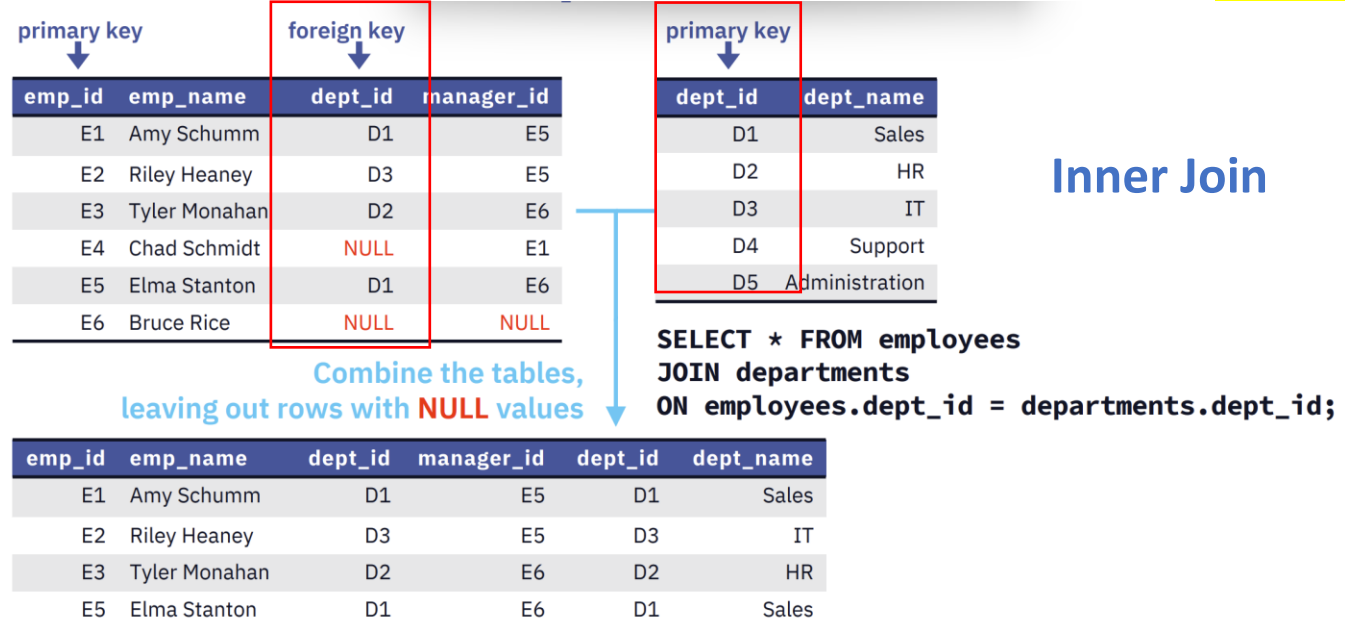 primary key
foreign key
primary key
emp_id emp_name dept_id manager_id
E1 Amy Schumm D1 E5
E2 Riley Heaney D3 E5
E3 Tyler Monahan D2 E6
E4 Chad Schmidt NULL E1
E5 Elma Stanton D1 E6
E6 Bruce Rice NULL NULL
dept_id dept_name
D1 Sales
D2 HR
D3 IT
D4 Support
D5 Administration
Inner Join
Combine the tables,
leaving out rows with NULL values
SELECT * FROM employees
JOIN departments
ON employees.dept_id = departments.dept_id;
emp_id emp_name dept_id manager_id dept_id dept_name
E1 Amy Schumm D1 E5 D1 Sales
E2 Riley Heaney D3 E5 D3 IT
E3 Tyler Monahan D2 E6 D2 HR
E5 Elma Stanton D1 E6 D1 Sales